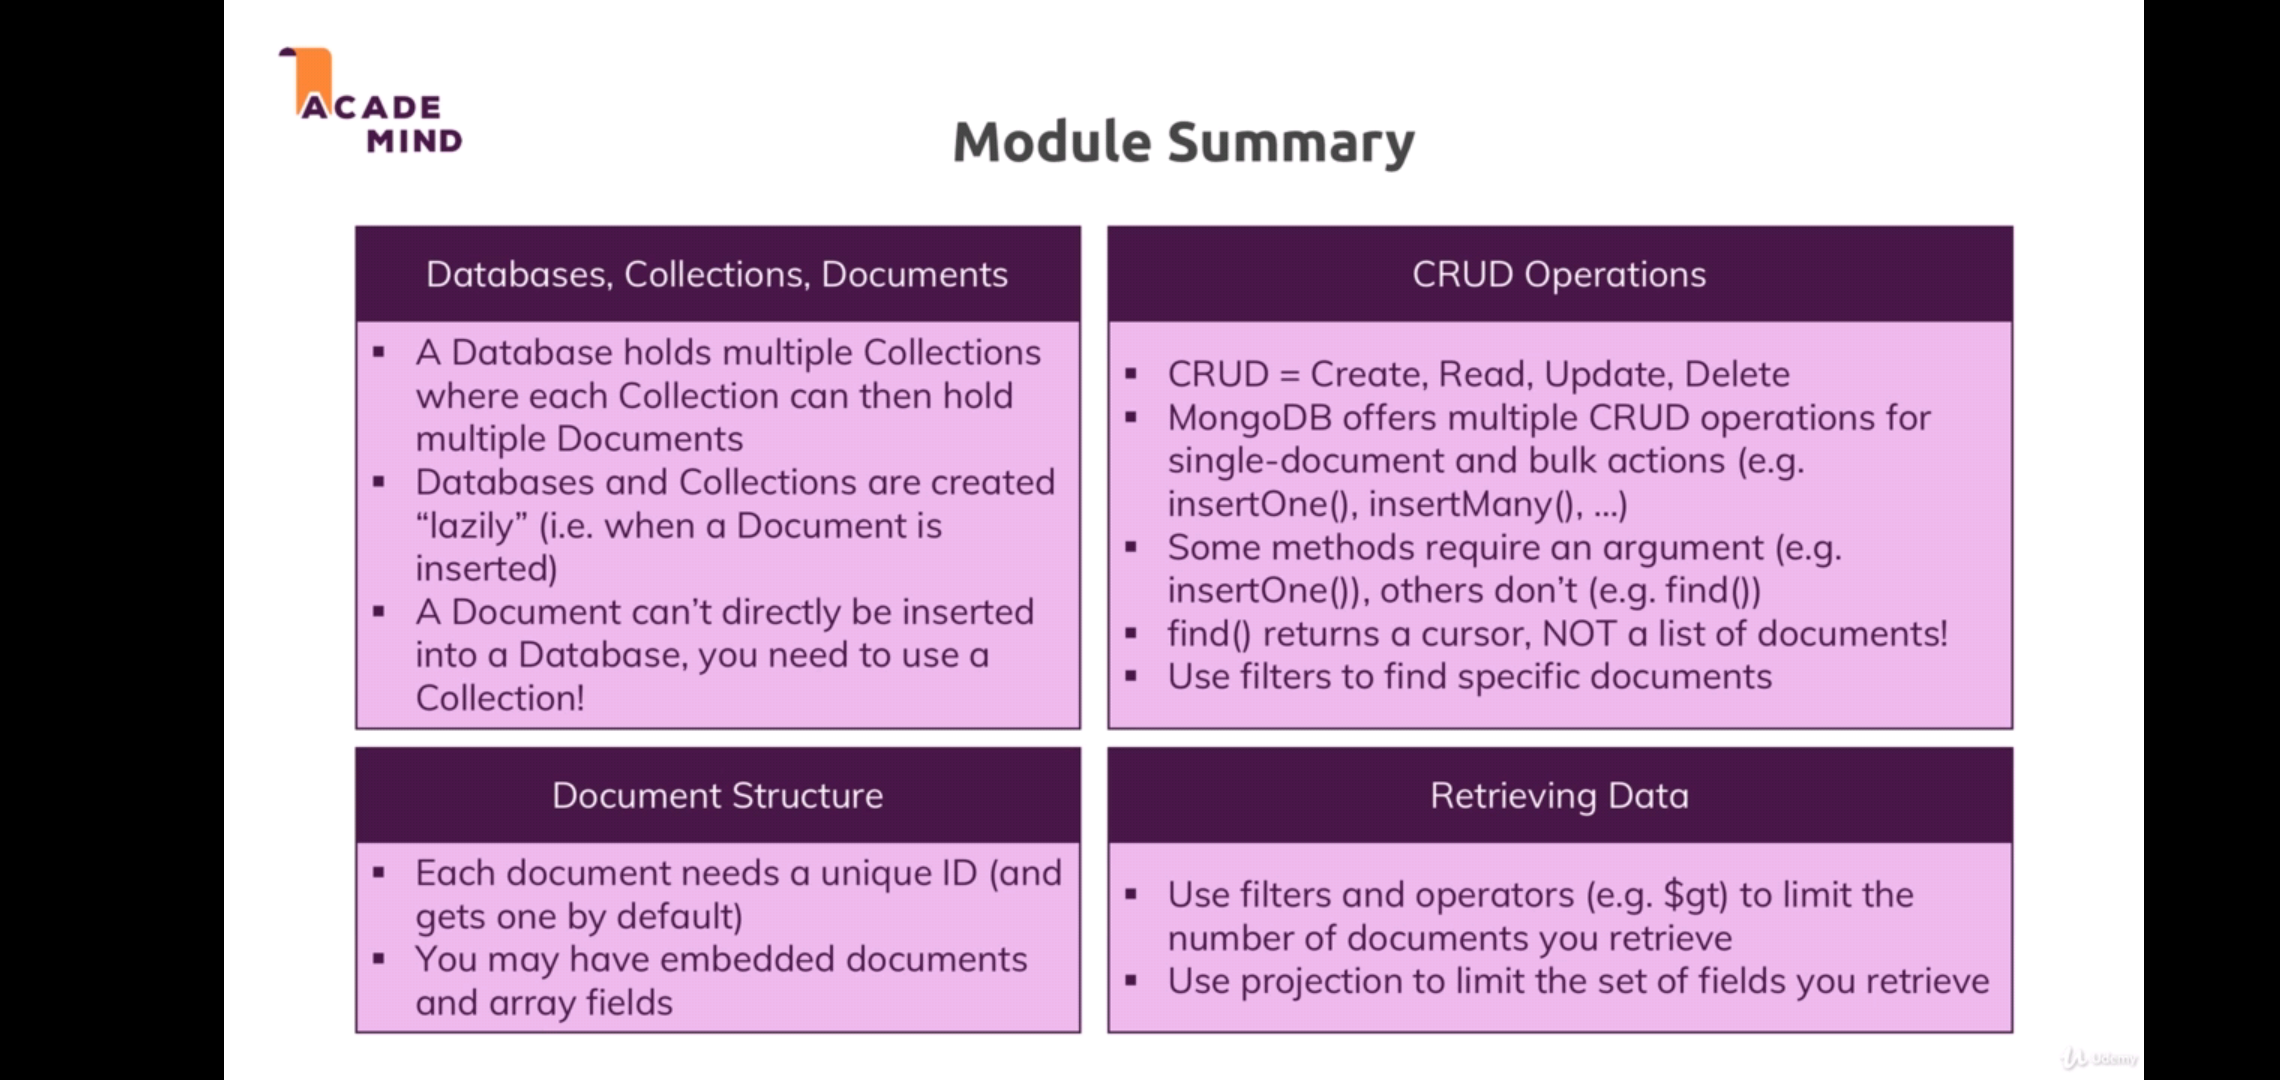 ACADE
MIND
Module Summary
Databases, Collections, Documents
▪ A Database holds multiple Collections
where each Collection can then hold
multiple Documents
▪ Databases and Collections are created
“lazily” (i.e. when a Document is
inserted)
▪ A Document can’t directly be inserted
into a Database, you need to use a
Collection!
CRUD Operations
▪ CRUD = Create, Read, Update, Delete
▪ MongoDB offers multiple CRUD operations for
single-document and bulk actions (e.g.
insertOne(), insertMany(), ...)
▪ Some methods require an argument (e.g.
insertOne()), others don’t (e.g. find())
▪ find() returns a cursor, NOT a list of documents!
▪ Use filters to find specific documents
Document Structure
▪ Each document needs a unique ID (and
gets one by default)
▪ You may have embedded documents
and array fields
Retrieving Data
▪ Use filters and operators (e.g. $gt) to limit the
number of documents you retrieve
▪ Use projection to limit the set of fields you retrieve
Udemy